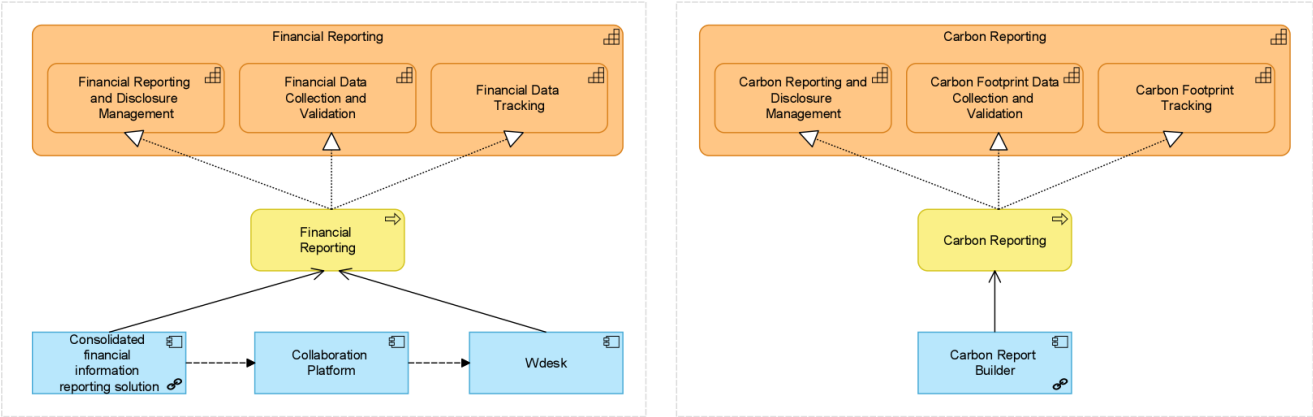 Financial Reporting
Financial Reporting
and Disclosure
Management
Financial Data
Collection and
Validation
Financial Data
Tracking
Financial
Reporting
Consolidated
financial
information
reporting solution
Collaboration
Platform
Wdesk
Carbon Reporting
Carbon Reporting and
Disclosure
Management
Carbon Footprint Data
Collection and
Validation
Carbon Footprint
Tracking
Carbon Reporting
Carbon Report
Builder